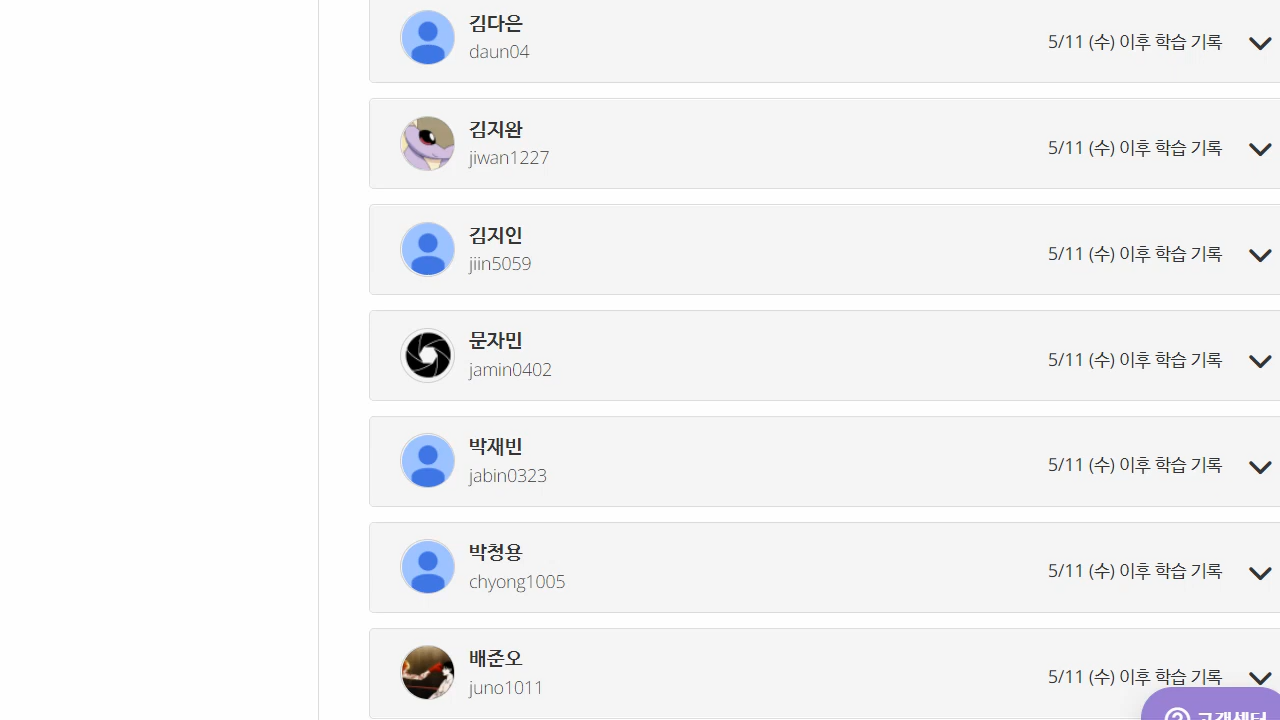 김다은
daun04
5/11 (수) 이후 학습 기록
김지완
jiwan1227
5/11 (수) 이후 학습 기록
김지인
jiin5059
5/11 (수) 이후 학습 기록
문자민
jamin0402
5/11 (수) 이후 학습 기록
박재빈
jabin0323
5/11 (수) 이후 학습 기록
박청용
chyong1005
5/11 (수) 이후 학습 기록
배준오
juno1011
5/11 (수) 이후 학습 기록
고객센터